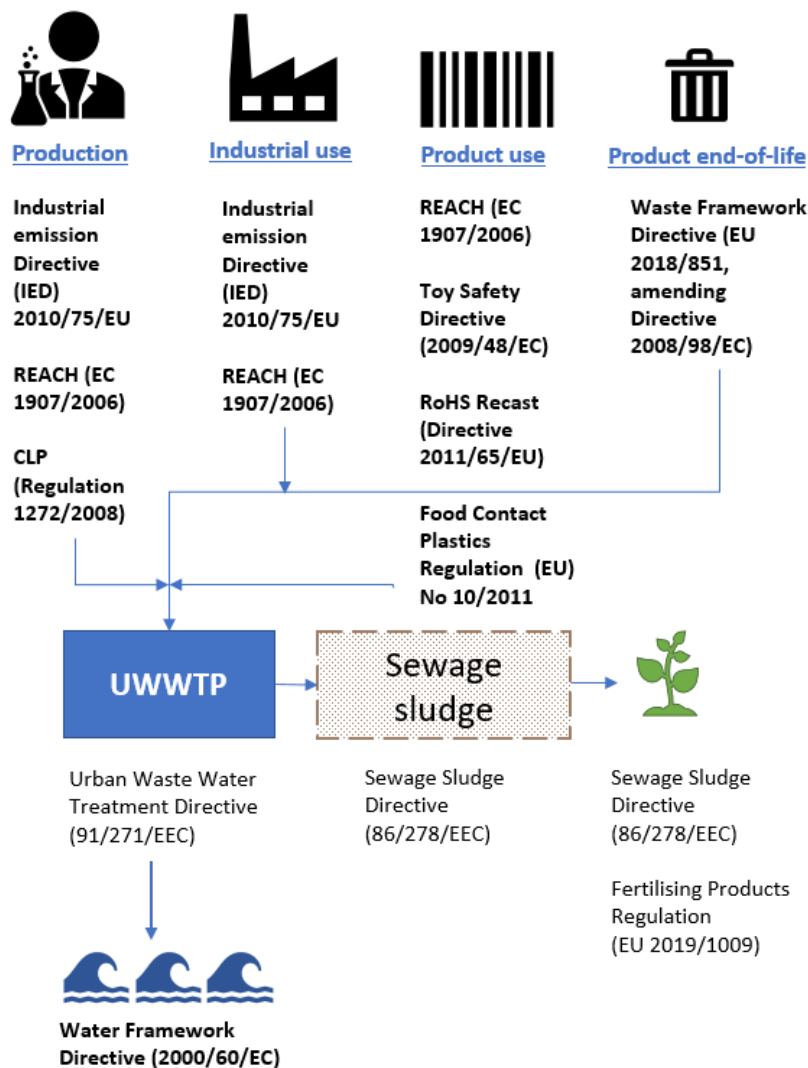 Production
Industrial
emission
Directive
(IED)
2010/75/EU
REACH (EC
1907/2006)
CLP
(Regulation
1272/2008)
Industrial use
Industrial
emission
Directive
(IED)
2010/75/EU
REACH (EC
1907/2006)
Product use
REACH (EC
1907/2006)
Toy Safety
Directive
(2009/48/EC)
RoHS Recast
(Directive
2011/65/EU)
Food Contact
Plastics
Regulation (EU)
No 10/2011
Product end-of-life
Waste Framework
Directive (EU
2018/851,
amending
Directive
2008/98/EC)
UWWTP
Sewage
sludge
Urban Waste Water
Treatment Directive
(91/271/EEC)
Sewage Sludge
Directive
(86/278/EEC)
Sewage Sludge
Directive
(86/278/EEC)
Fertilising Products
Regulation
(EU 2019/1009)
Water Framework
Directive (2000/60/EC)